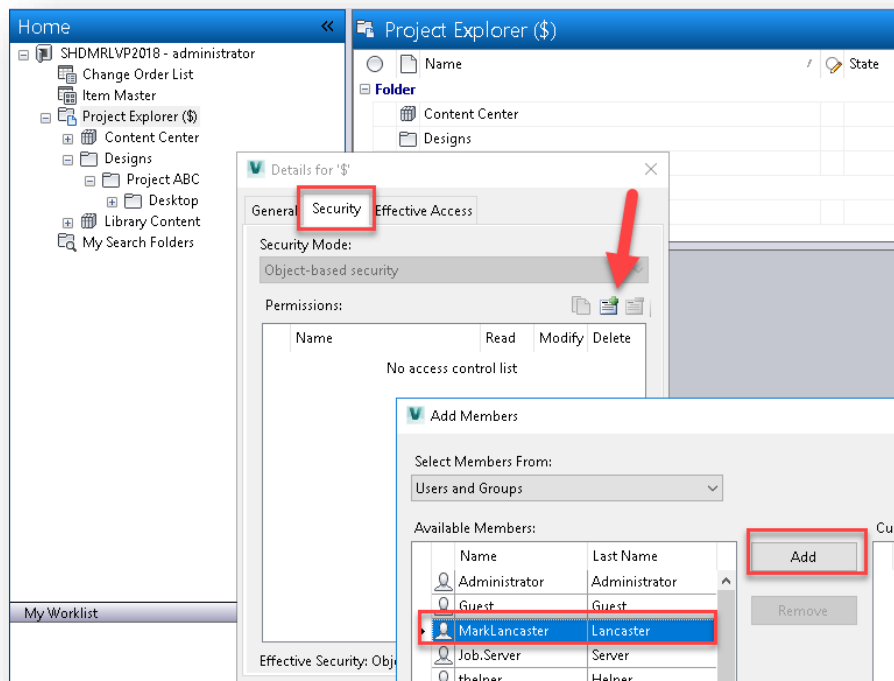 Home «
SHDMRLVP2018 - administrator
Change Order List
Item Master
Project Explorer ($)
Content Center
Designs
Project ABC
Desktop
Library Content
My Search Folders
My Worklist
Project Explorer ($)
Name / State
Folder
Content Center
Designs
Details for '$'
General Security Effective Access
Security Mode:
Object-based security
Permissions:
Name Read Modify Delete
No access control list
Effective Security: Obj
Add Members
Select Members From:
Users and Groups
Available Members: Cu
Name Last Name
Administrator Administrator
Guest Guest
MarkLancaster Lancaster
Job.Server Server
thelper Helper
Add
Remove